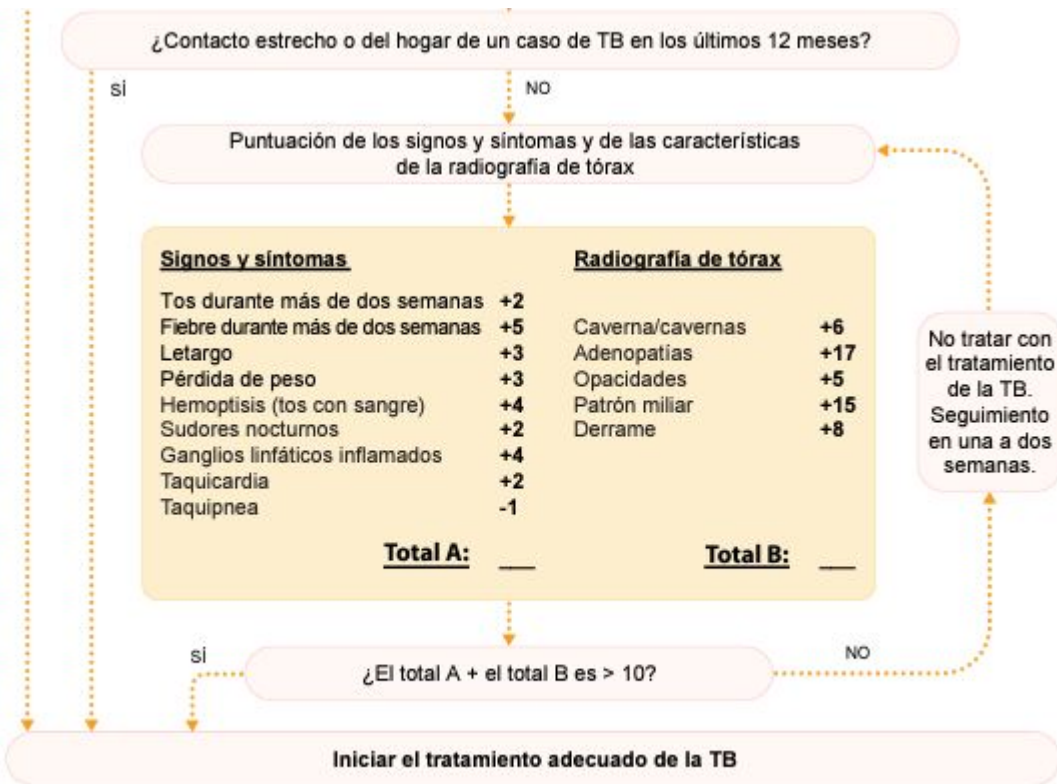 ¿Contacto estrecho o del hogar de un caso de TB en los últimos 12 meses?
sí
NO
Puntuación de los signos y síntomas y de las características
de la radiografía de tórax
Signos y síntomas
Tos durante más de dos semanas +2
Fiebre durante más de dos semanas +5
Letargo +3
Pérdida de peso +3
Hemoptisis (tos con sangre) +4
Sudores nocturnos +2
Ganglios linfáticos inflamados +4
Taquicardia +2
Taquipnea -1
Total A: ___
Radiografía de tórax
Caverna/cavernas +6
Adenopatías +17
Opacidades +5
Patrón miliar +15
Derrame +8
Total B: ___
No tratar con
el tratamiento
de la TB.
Seguimiento
en una a dos
semanas.
sí
¿El total A + el total B es > 10?
NO
Iniciar el tratamiento adecuado de la TB